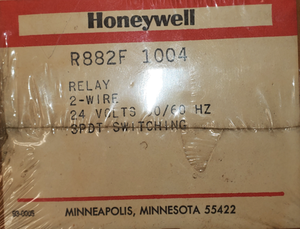 Honeywell
R882F 1004
RELAY
2-WIRE
24 VOLTS 50/60 HZ
SPDT SWITCHING
MINNEAPOLIS, MINNESOTA 55422